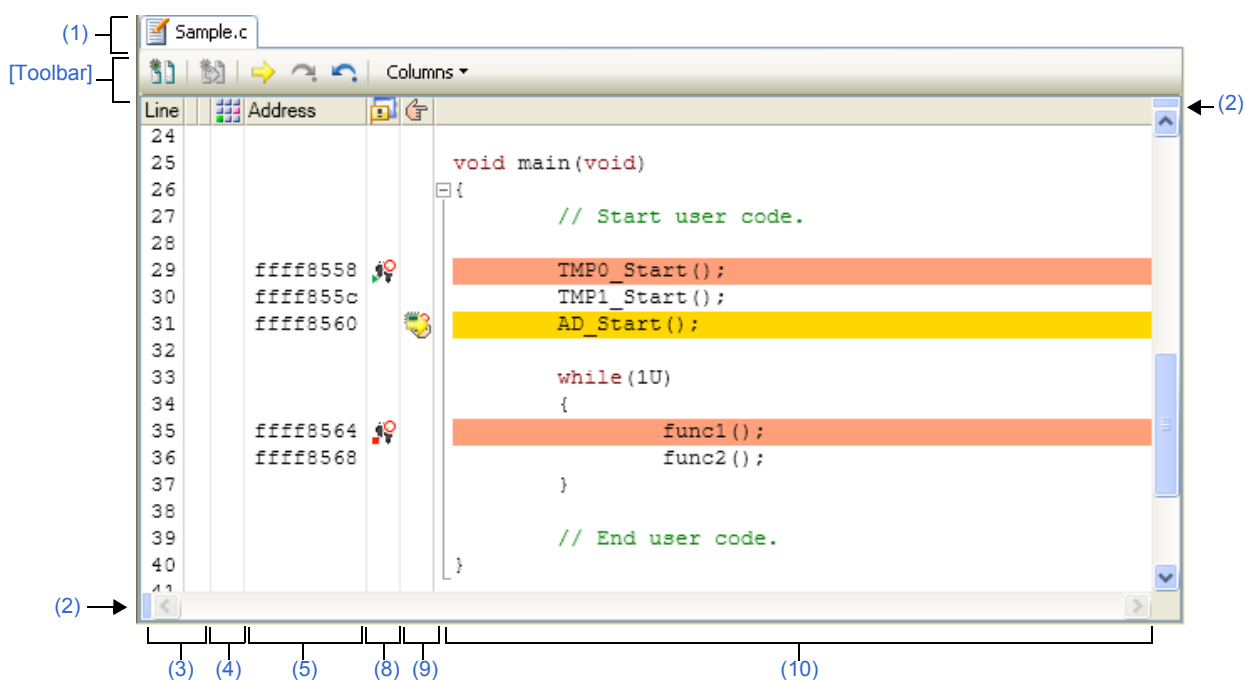 (1)
Sample.c
[Toolbar]
Columns
Line Address
(2)
24
25 void main(void)
26 {
27 // Start user code.
28
29 ffff8558 TMP0_Start();
30 ffff855c TMP1_Start();
31 ffff8560 AD_Start();
32
33 while(1U)
34 {
35 ffff8564 func1();
36 ffff8568 func2();
37 }
38
39 // End user code.
40 }
41
(2)
(3) (4) (5) (8) (9) (10)